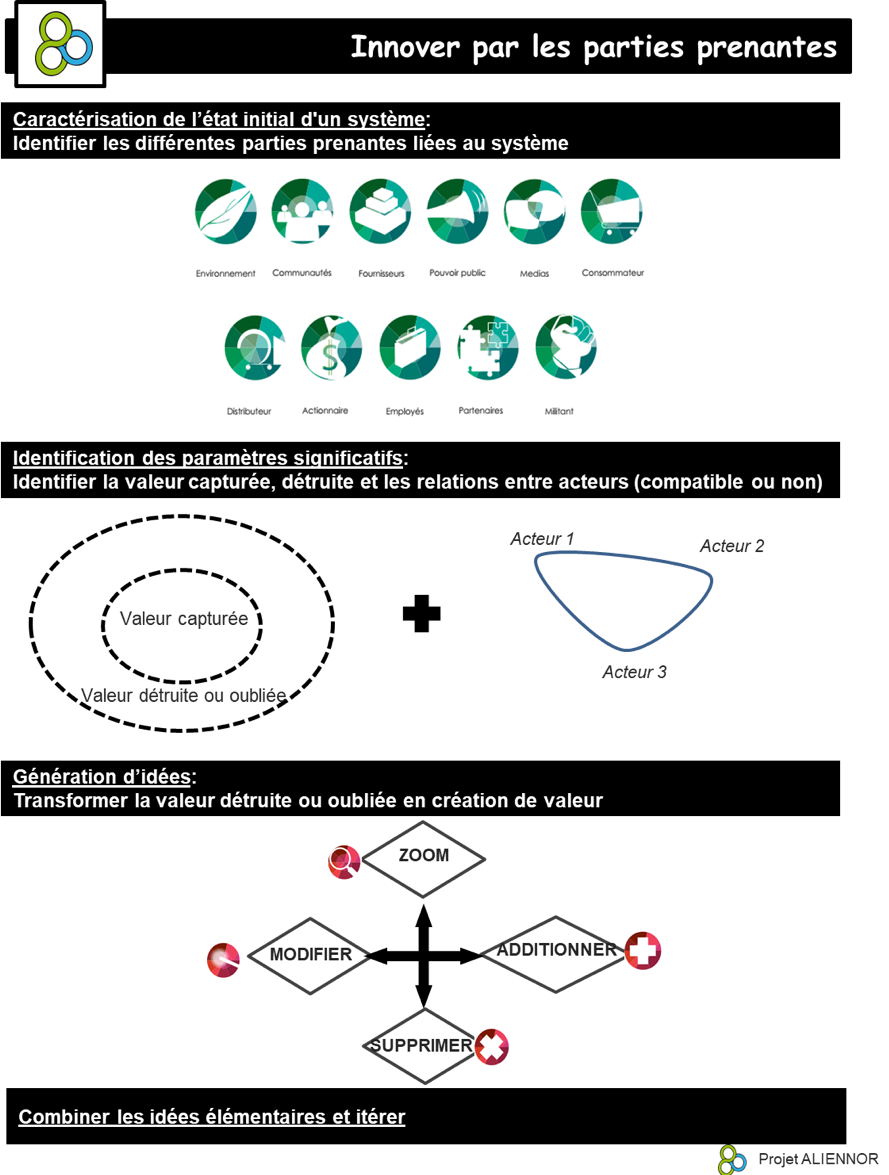 Innover par les parties prenantes
Caractérisation de l'état initial d'un système:
Identifier les différentes parties prenantes liées au système
Environnement
Communautés
Fournisseurs
Pouvoir public
Medias
Consommateur
Distributeur
Actionnaire
Employés
Partenaires
Militant
Identification des paramètres significatifs:
Identifier la valeur capturée, détruite et les relations entre acteurs (compatible ou non)
Valeur capturée
Valeur détruite ou oubliée
Acteur 1
Acteur 2
Acteur 3
Génération d'idées:
Transformer la valeur détruite ou oubliée en création de valeur
ZOOM
MODIFIER
ADDITIONNER
SUPPRIMER
Combiner les idées élémentaires et itérer
Projet ALIENNOR